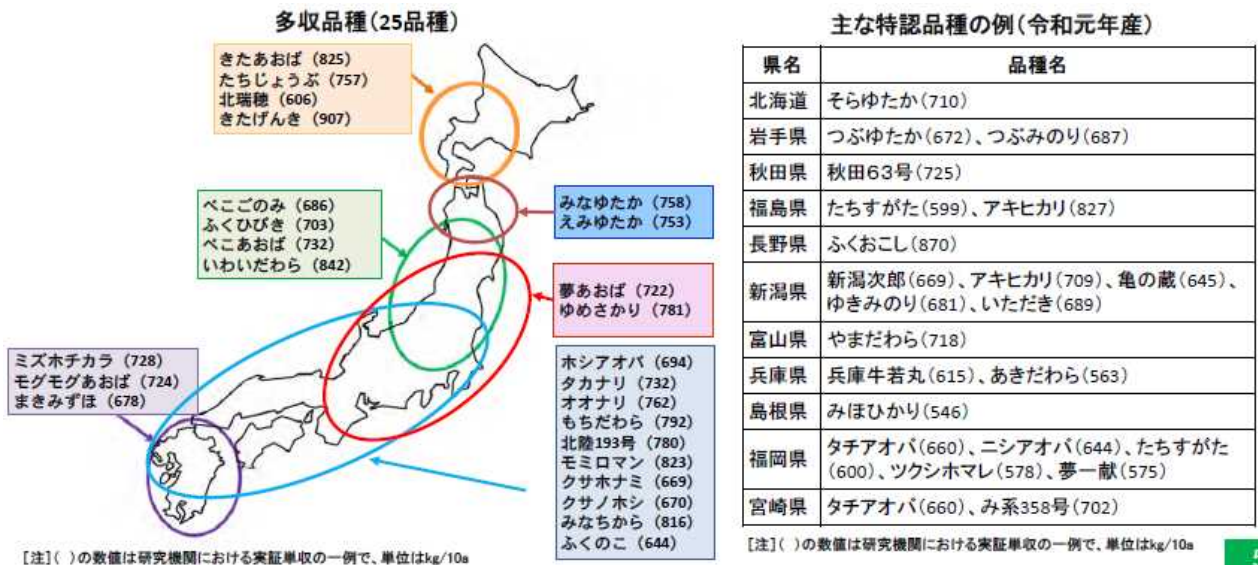 多収品種(25品種)
きたあおば (825)
たちじょうぶ (757)
北瑞穂 (606)
きたげんき (907)
べこごのみ (686)
ふくひびき (703)
べこあおば (732)
いわいだわら (842)
みなゆたか (758)
えみゆたか (753)
夢あおば (722)
ゆめさかり (781)
ミズホチカラ (728)
モグモグあおば (724)
まきみずほ (678)
ホシアオバ (694)
タカナリ (732)
オオナリ (762)
もちだわら (792)
北陸193号 (780)
モミロマン (823)
クサホナミ (669)
クサノホシ (670)
みなちから (816)
ふくのこ (644)
[注]( )の数値は研究機関における実証単収の一例で、単位はkg/10a
主な特認品種の例(令和元年産)
県名 品種名
北海道 そらゆたか(710)
岩手県 つぶゆたか(672)、つぶみのり(687)
秋田県 秋田63号(725)
福島県 たちすがた(599)、アキヒカリ(827)
長野県 ふくおこし(870)
新潟県 新潟次郎(669)、アキヒカリ(709)、亀の蔵(645)、
ゆきみのり(681)、いただき(689)
富山県 やまだわら(718)
兵庫県 兵庫牛若丸(615)、あきだわら(563)
島根県 みほひかり(546)
福岡県 タチアオバ(660)、ニシアオバ(644)、たちすがた
(600)、ツクシホマレ(578)、夢一献(575)
宮崎県 タチアオバ(660)、み系358号(702)
[注]( )の数値は研究機関における実証単収の一例で、単位はkg/10a